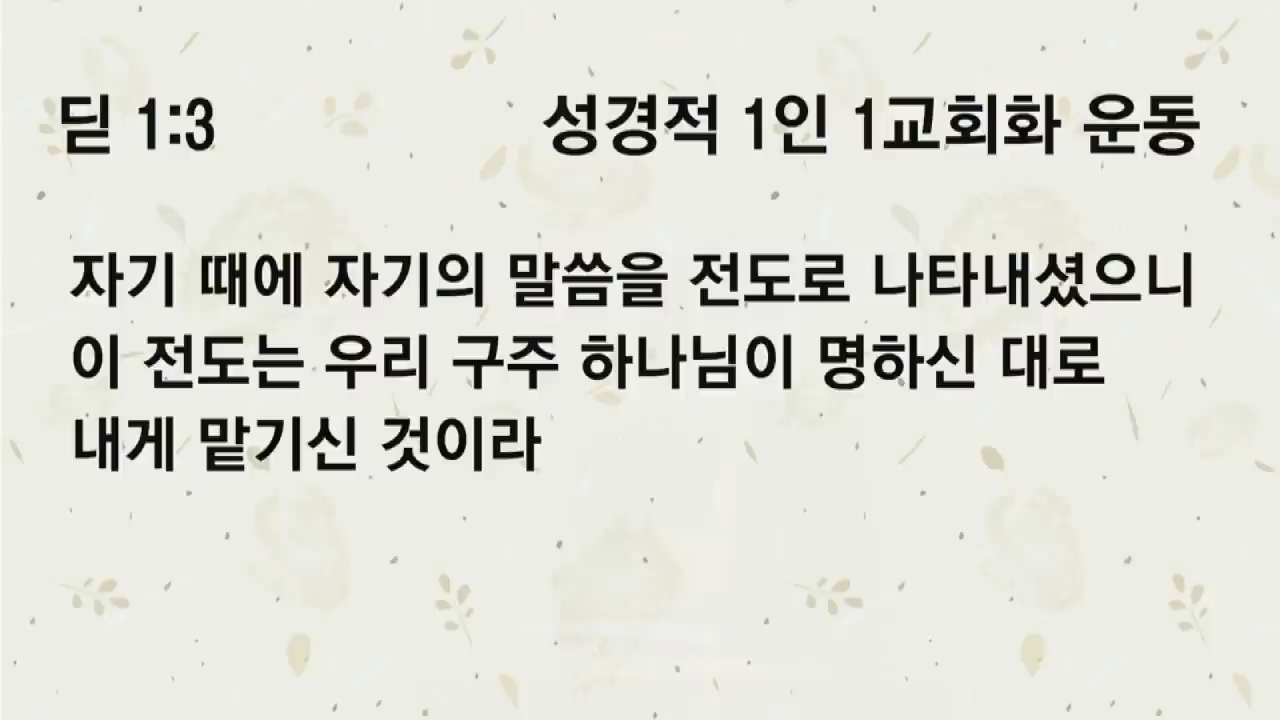 딛 1:3 성경적 1인 1교회화 운동
자기 때에 자기의 말씀을 전도로 나타내셨으니
이 전도는 우리 구주 하나님이 명하신 대로
내게 맡기신 것이라